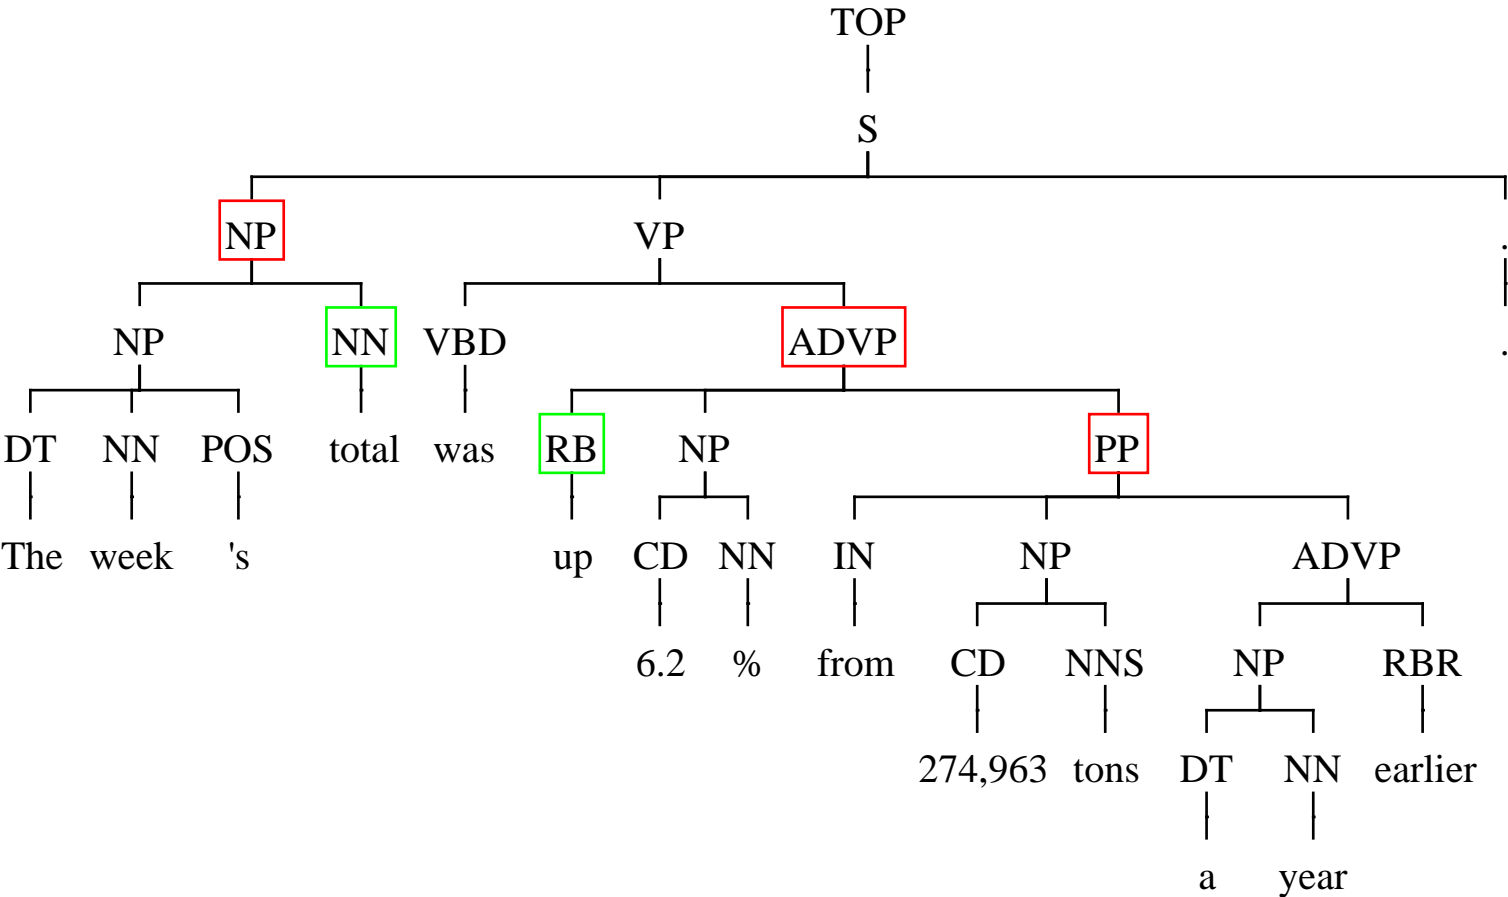 TOP
S
NP VP .
NP NN VBD ADVP .
DT NN POS total was RB NP PP
The week 's up CD NN IN NP ADVP
6.2 % from CD NNS NP RBR
274,963 tons DT NN earlier
a year